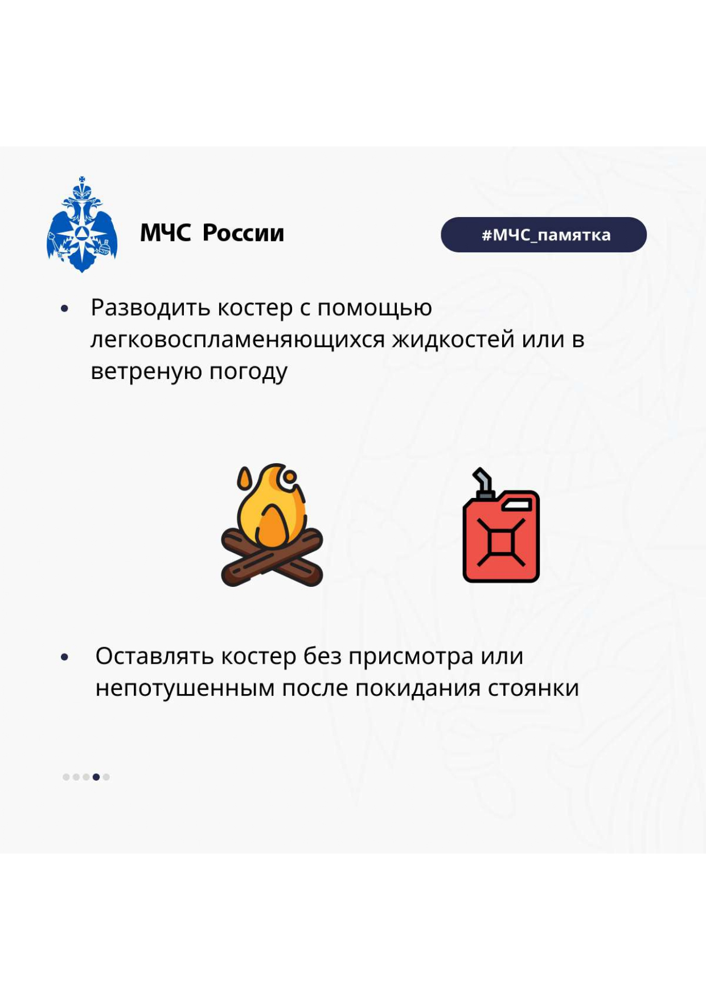 МЧС России
#МЧС_памятка
• Разводить костер с помощью
легковоспламеняющихся жидкостей или в
ветреную погоду
• Оставлять костер без присмотра или
непотушенным после покидания стоянки